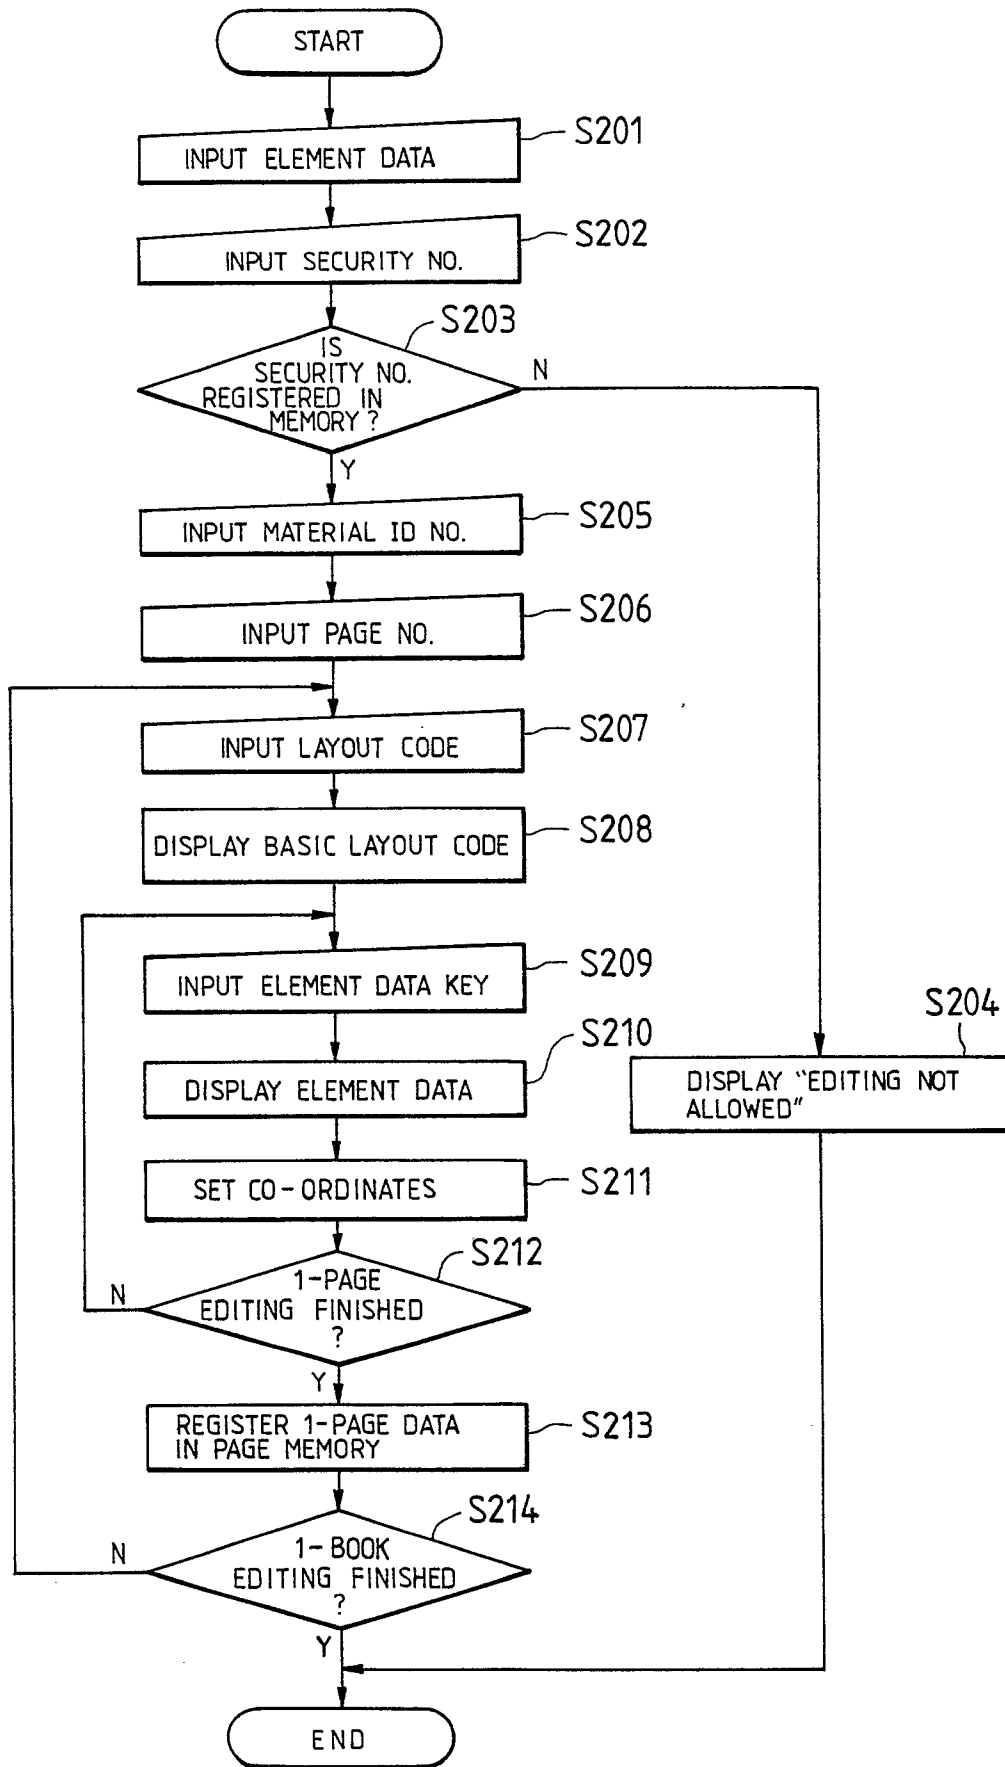 START
INPUT ELEMENT DATA
S201
INPUT SECURITY NO.
S202
S203
IS
SECURITY NO.
REGISTERED IN
MEMORY ?
N
Y
INPUT MATERIAL ID NO.
S205
INPUT PAGE NO.
S206
INPUT LAYOUT CODE
S207
DISPLAY BASIC LAYOUT CODE
S208
INPUT ELEMENT DATA KEY
S209
DISPLAY ELEMENT DATA
S210
S204
DISPLAY "EDITING NOT
ALLOWED"
SET CO-ORDINATES
S211
S212
1-PAGE
EDITING FINISHED
?
N
Y
REGISTER 1-PAGE DATA
IN PAGE MEMORY
S213
S214
1-BOOK
EDITING FINISHED
?
N
Y
END